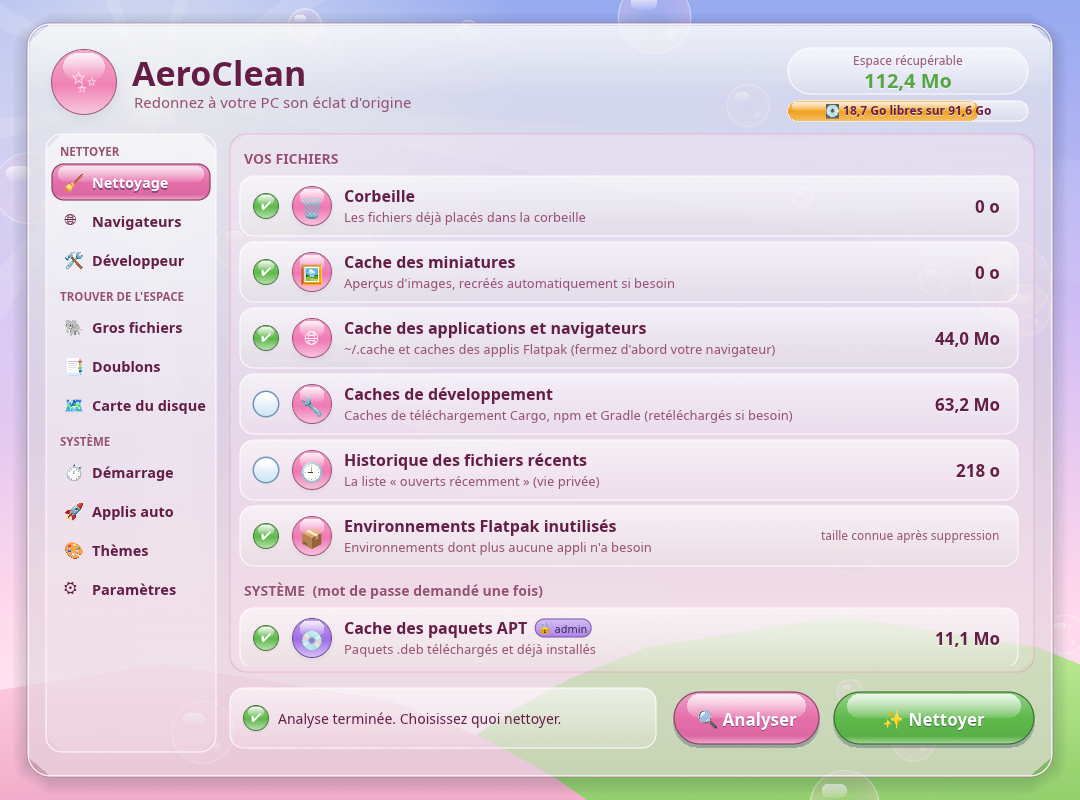 AeroClean
Redonnez à votre PC son éclat d'origine
Espace récupérable
112,4 Mo
18,7 Go libres sur 91,6 Go
NETTOYER
Nettoyage
Navigateurs
Développeur
TROUVER DE L'ESPACE
Gros fichiers
Doublons
Carte du disque
SYSTÈME
Démarrage
Applis auto
Thèmes
Paramètres
VOS FICHIERS
Corbeille
Les fichiers déjà placés dans la corbeille
0 o
Cache des miniatures
Aperçus d'images, recréés automatiquement si besoin
0 o
Cache des applications et navigateurs
~/.cache et caches des applis Flatpak (fermez d'abord votre navigateur)
44,0 Mo
Caches de développement
Caches de téléchargement Cargo, npm et Gradle (retéléchargés si besoin)
63,2 Mo
Historique des fichiers récents
La liste « ouverts récemment » (vie privée)
218 o
Environnements Flatpak inutilisés
Environnements dont plus aucune appli n'a besoin
taille connue après suppression
SYSTÈME (mot de passe demandé une fois)
Cache des paquets APT admin
Paquets .deb téléchargés et déjà installés
11,1 Mo
Analyse terminée. Choisissez quoi nettoyer.
Analyser
Nettoyer